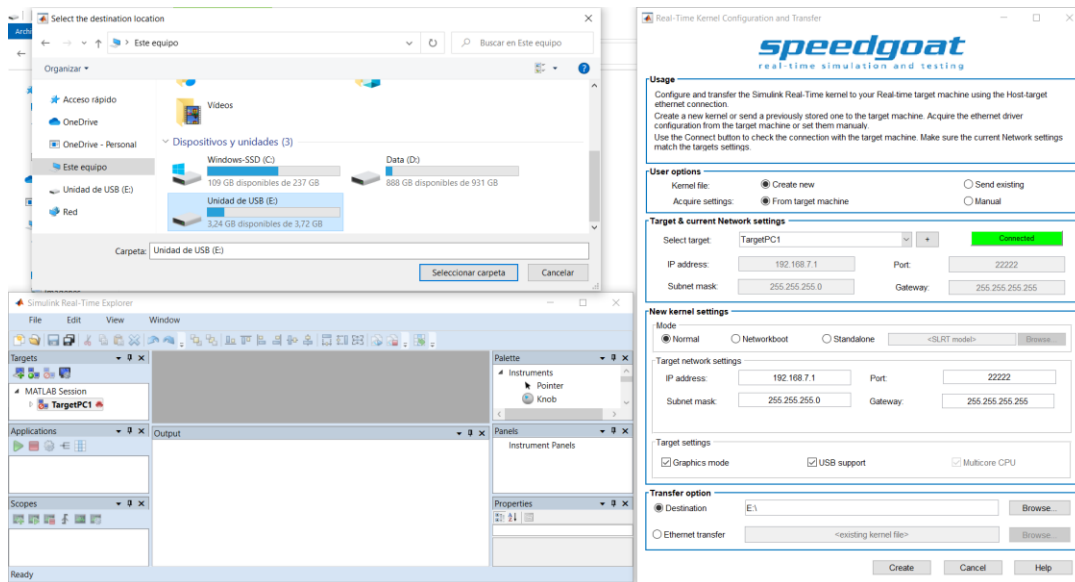 Select the destination location
Este equipo
Buscar en Este equipo
Organizar
Acceso rápido
OneDrive
OneDrive - Personal
Este equipo
Unidad de USB (E:)
Red
Vídeos
Dispositivos y unidades (3)
Windows-SSD (C:)
109 GB disponibles de 237 GB
Data (D:)
888 GB disponibles de 931 GB
Unidad de USB (E:)
3,24 GB disponibles de 3,72 GB
Carpeta: Unidad de USB (E:)
Seleccionar carpeta Cancelar
Simulink Real-Time Explorer
File Edit View Window
Targets
MATLAB Session
TargetPC1
Applications
Scopes
Output
Palette
Instruments
Pointer
Knob
Panels
Instrument Panels
Properties
Ready
Real-Time Kernel Configuration and Transfer
speedgoat
real-time simulation and testing
Usage
Configure and transfer the Simulink Real-Time kernel to your Real-time target machine using the Host-target
ethernet connection.
Create a new kernel or send a previously stored one to the target machine. Acquire the ethernet driver
configuration from the target machine or set them manualy.
Use the Connect button to check the connection with the target machine. Make sure the current Network settings
match the targets settings.
User options
Kernel file: Create new Send existing
Acquire settings: From target machine Manual
Target & current Network settings
Select target: TargetPC1 + Connected
IP address: 192.168.7.1 Port: 22222
Subnet mask: 255.255.255.0 Gateway: 255.255.255.255
New kernel settings
Mode
Normal Networkboot Standalone <SLRT model> Browse...
Target network settings
IP address: 192.168.7.1 Port: 22222
Subnet mask: 255.255.255.0 Gateway: 255.255.255.255
Target settings
Graphics mode USB support Multicore CPU
Transfer option
Destination E:\ Browse...
Ethernet transfer <existing kernel file> Browse...
Create Cancel Help